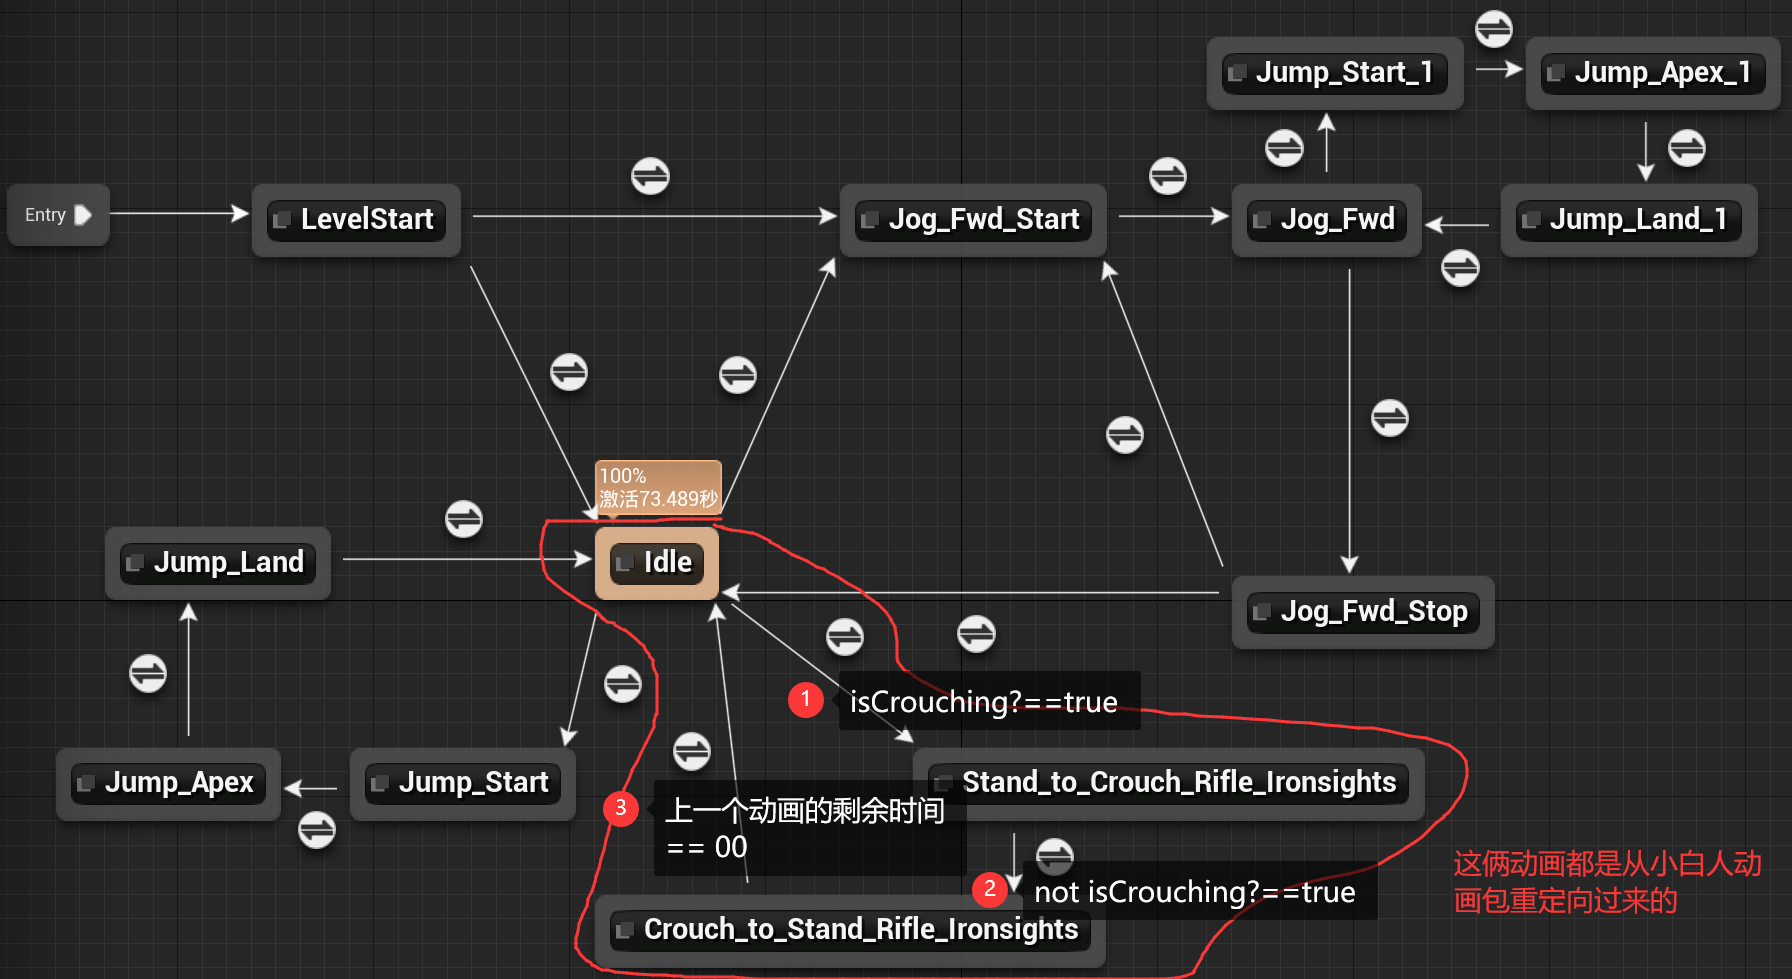 Jump_Start_1
Jump_Apex_1
Entry
LevelStart
Jog_Fwd_Start
Jog_Fwd
Jump_Land_1
100%
激活73.489秒
Jump_Land
Idle
Jog_Fwd_Stop
1
isCrouching?==true
Jump_Apex
Jump_Start
Stand_to_Crouch_Rifle_Ironsights
3
上一个动画的剩余时间
== 00
2
not isCrouching?==true
这俩动画都是从小白人动
画包重定向过来的
Crouch_to_Stand_Rifle_Ironsights